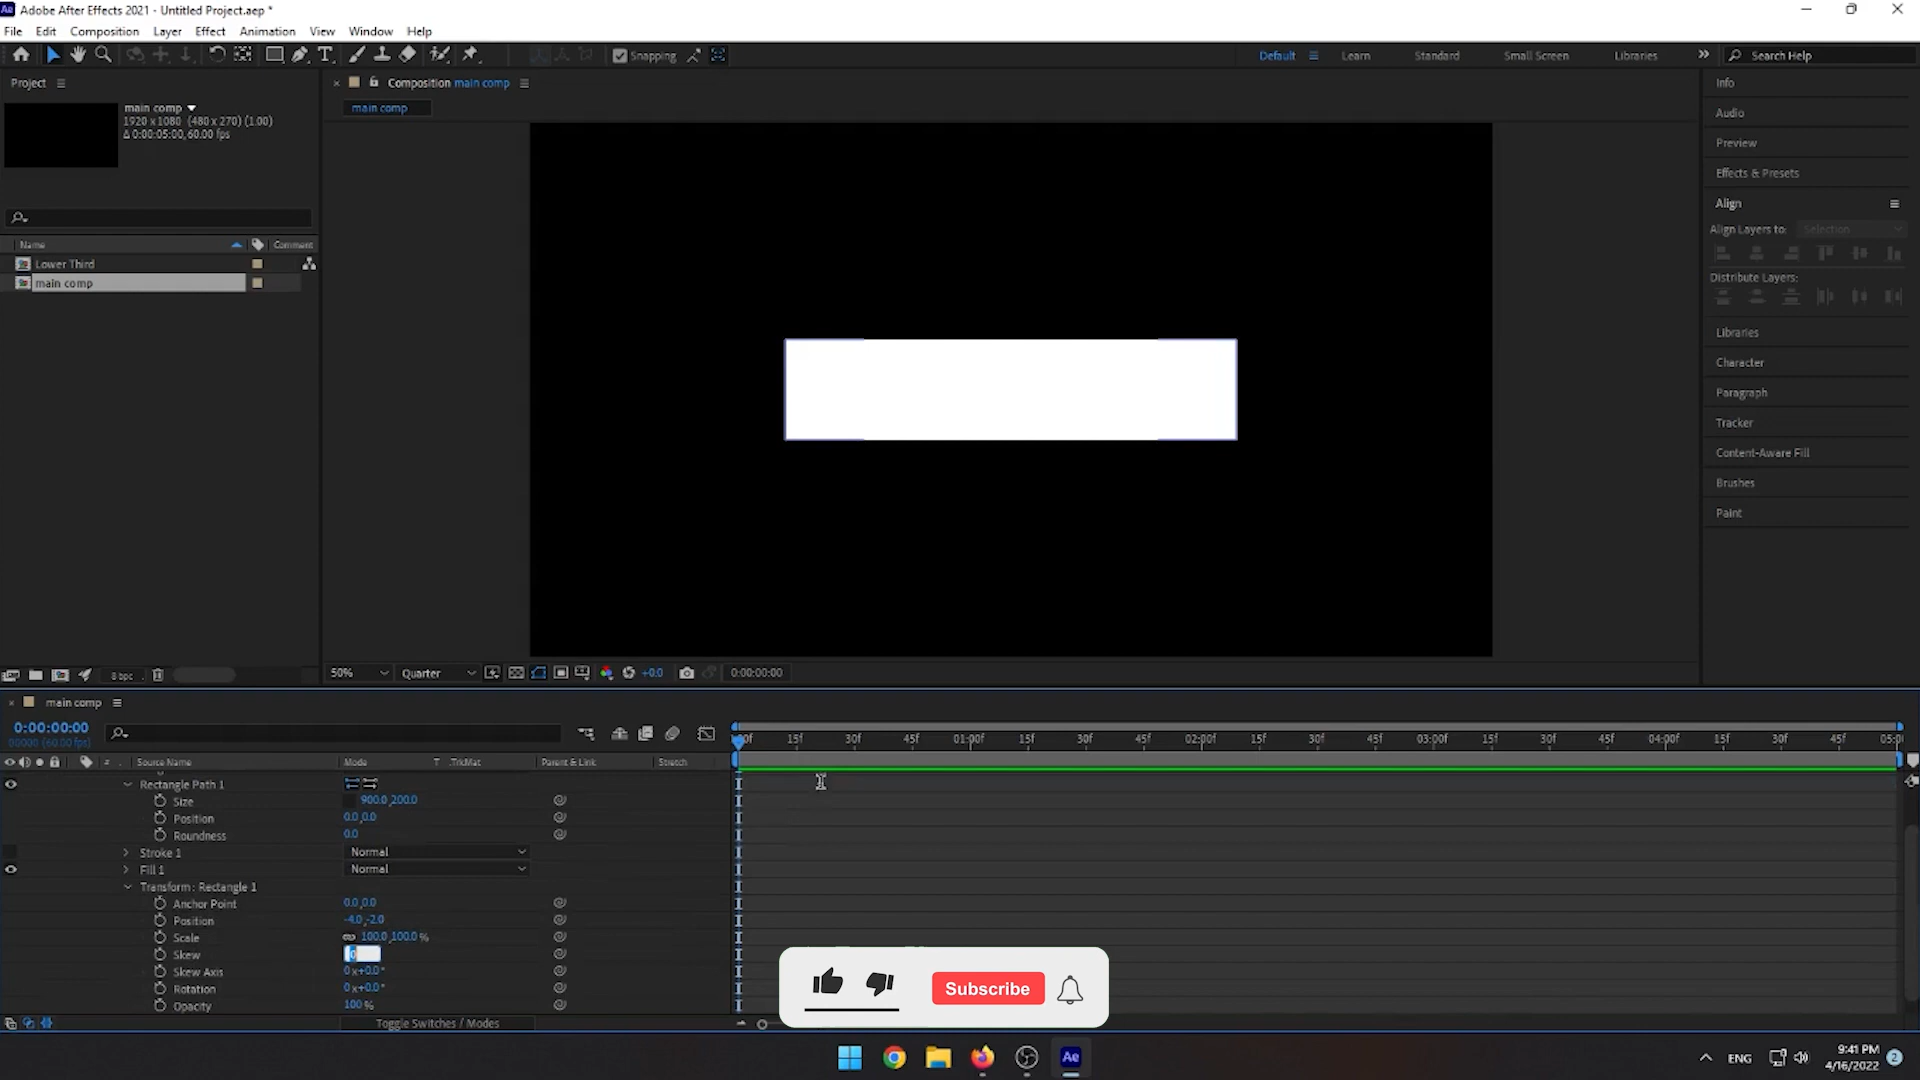 Adobe After Effects 2021 - Untitled Project.aep *
File Edit Composition Layer Effect Animation View Window Help
Snapping Default Learn Standard Small Screen Libraries Search Help
Project
main comp
1920 x 1080 (480 x 270) (1.00)
Δ 0:00:05:00, 60.00 fps
Name Comment
Lower Third
main comp
8 bpc
Composition main comp
main comp
50% Quarter +0.0 0:00:00:00
Info
Audio
Preview
Effects & Presets
Align
Align Layers to: Selection
Distribute Layers:
Libraries
Character
Paragraph
Tracker
Content-Aware Fill
Brushes
Paint
main comp
0:00:00:00
00000 (60.00 fps)
15f 30f 45f 01:00f 15f 30f 45f 02:00f 15f 30f 45f 03:00f 15f 30f 45f 04:00f 15f 30f 45f 05:0
# Source Name Mode T .TrkMat Parent & Link Stretch
Rectangle Path 1
Size 900.0,200.0
Position 0.0,0.0
Roundness 0.0
Stroke 1 Normal
Fill 1 Normal
Transform : Rectangle 1
Anchor Point 0.0,0.0
Position -4.0,-2.0
Scale 100.0,100.0 %
Skew 0
Skew Axis 0 x+0.0 °
Rotation 0 x+0.0 °
Opacity 100 %
Toggle Switches / Modes
Subscribe
Ae
ENG
9:41 PM
4/16/2022
2